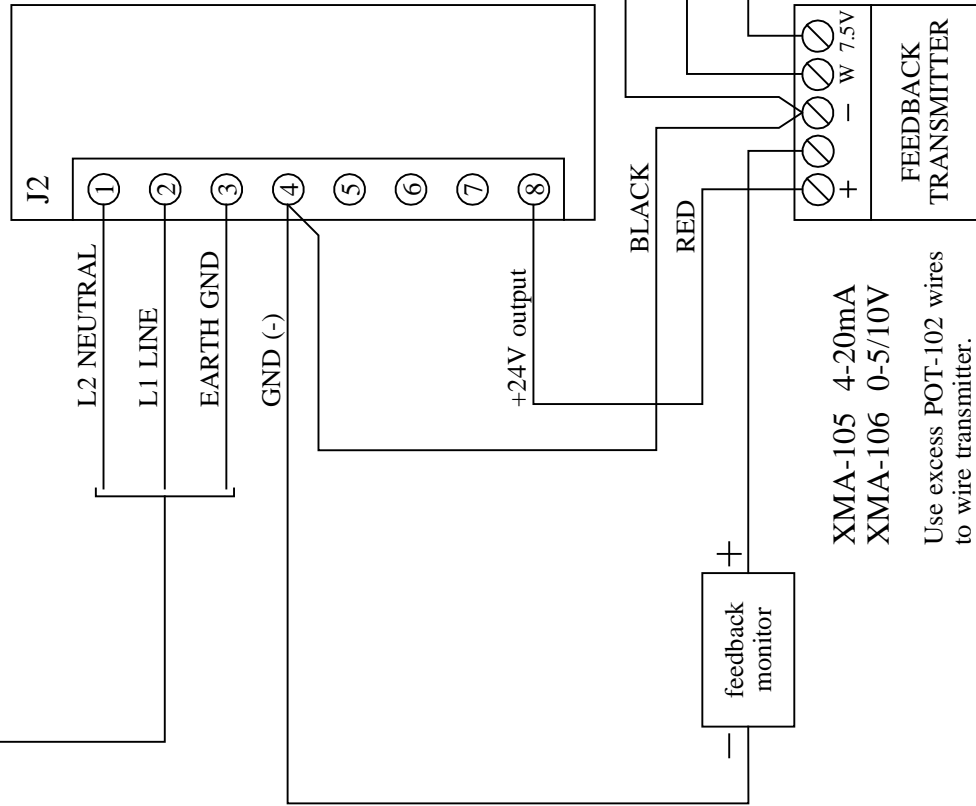 J2
1
2
3
4
5
6
7
8
L2 NEUTRAL
L1 LINE
EARTH GND
GND (-)
+24V output
BLACK
RED
+
−
W
7.5V
FEEDBACK
TRANSMITTER
XMA-105 4-20mA
XMA-106 0-5/10V
Use excess POT-102 wires
to wire transmitter.
−
feedback
monitor
+